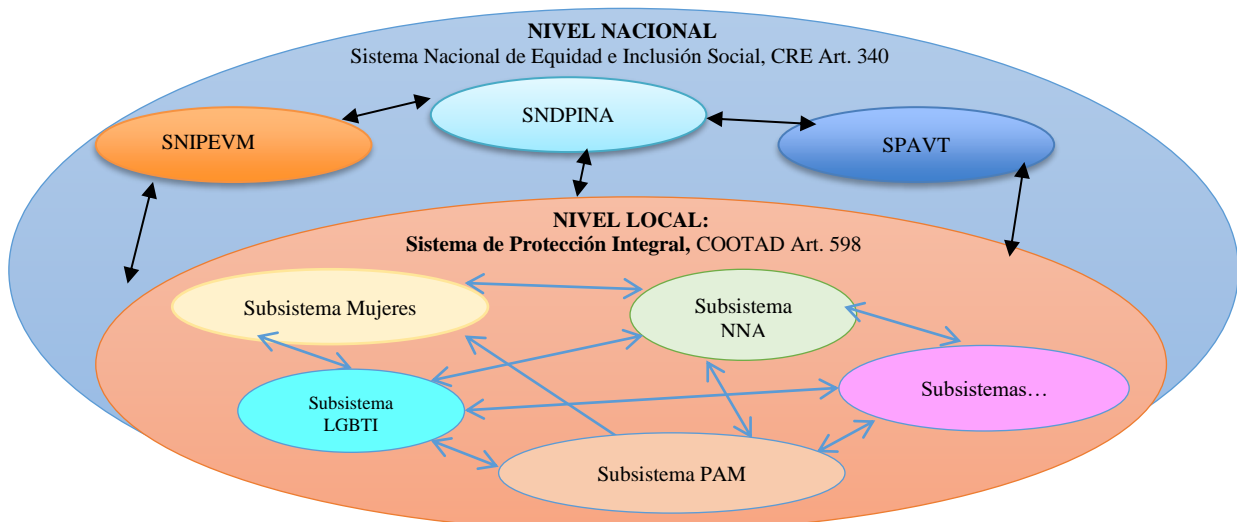 NIVEL NACIONAL
Sistema Nacional de Equidad e Inclusión Social, CRE Art. 340
SNDPINA
SNIPEVM
SPAVT
NIVEL LOCAL:
Sistema de Protección Integral, COOTAD Art. 598
Subsistema Mujeres
Subsistema
NNA
Subsistema
LGBTI
Subsistemas…
Subsistema PAM